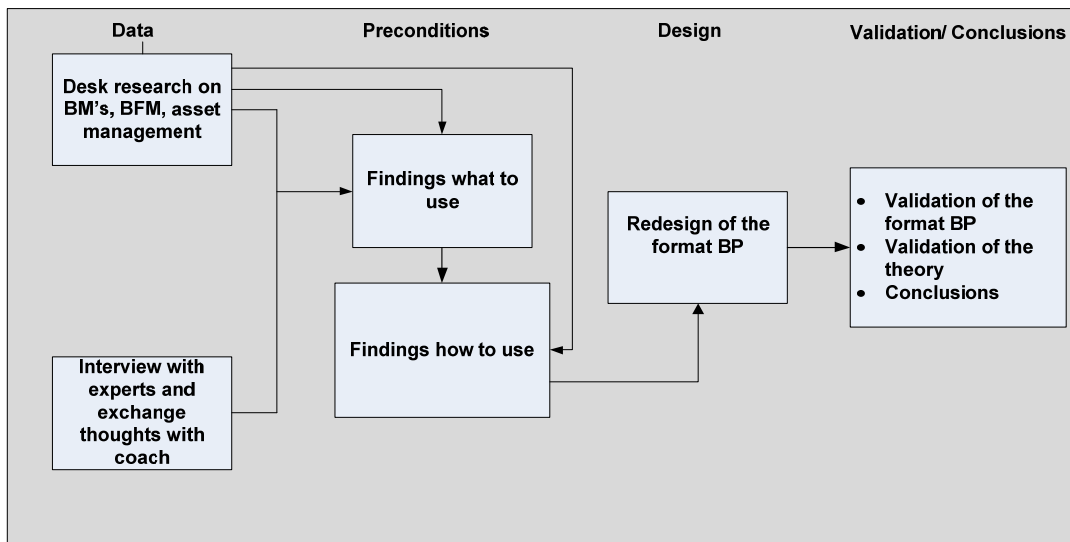 Data
Preconditions
Design
Validation/ Conclusions
Desk research on
BM's, BFM, asset
management
Findings what to
use
Findings how to use
Interview with
experts and
exchange
thoughts with
coach
Redesign of the
format BP
• Validation of the
format BP
• Validation of the
theory
• Conclusions